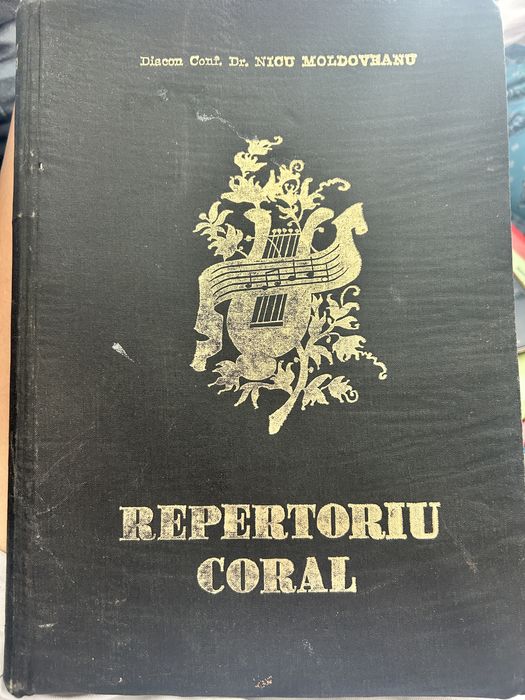 Diacon Conf. Dr. NICU MOLDOVEANU
REPERTORIU
CORAL